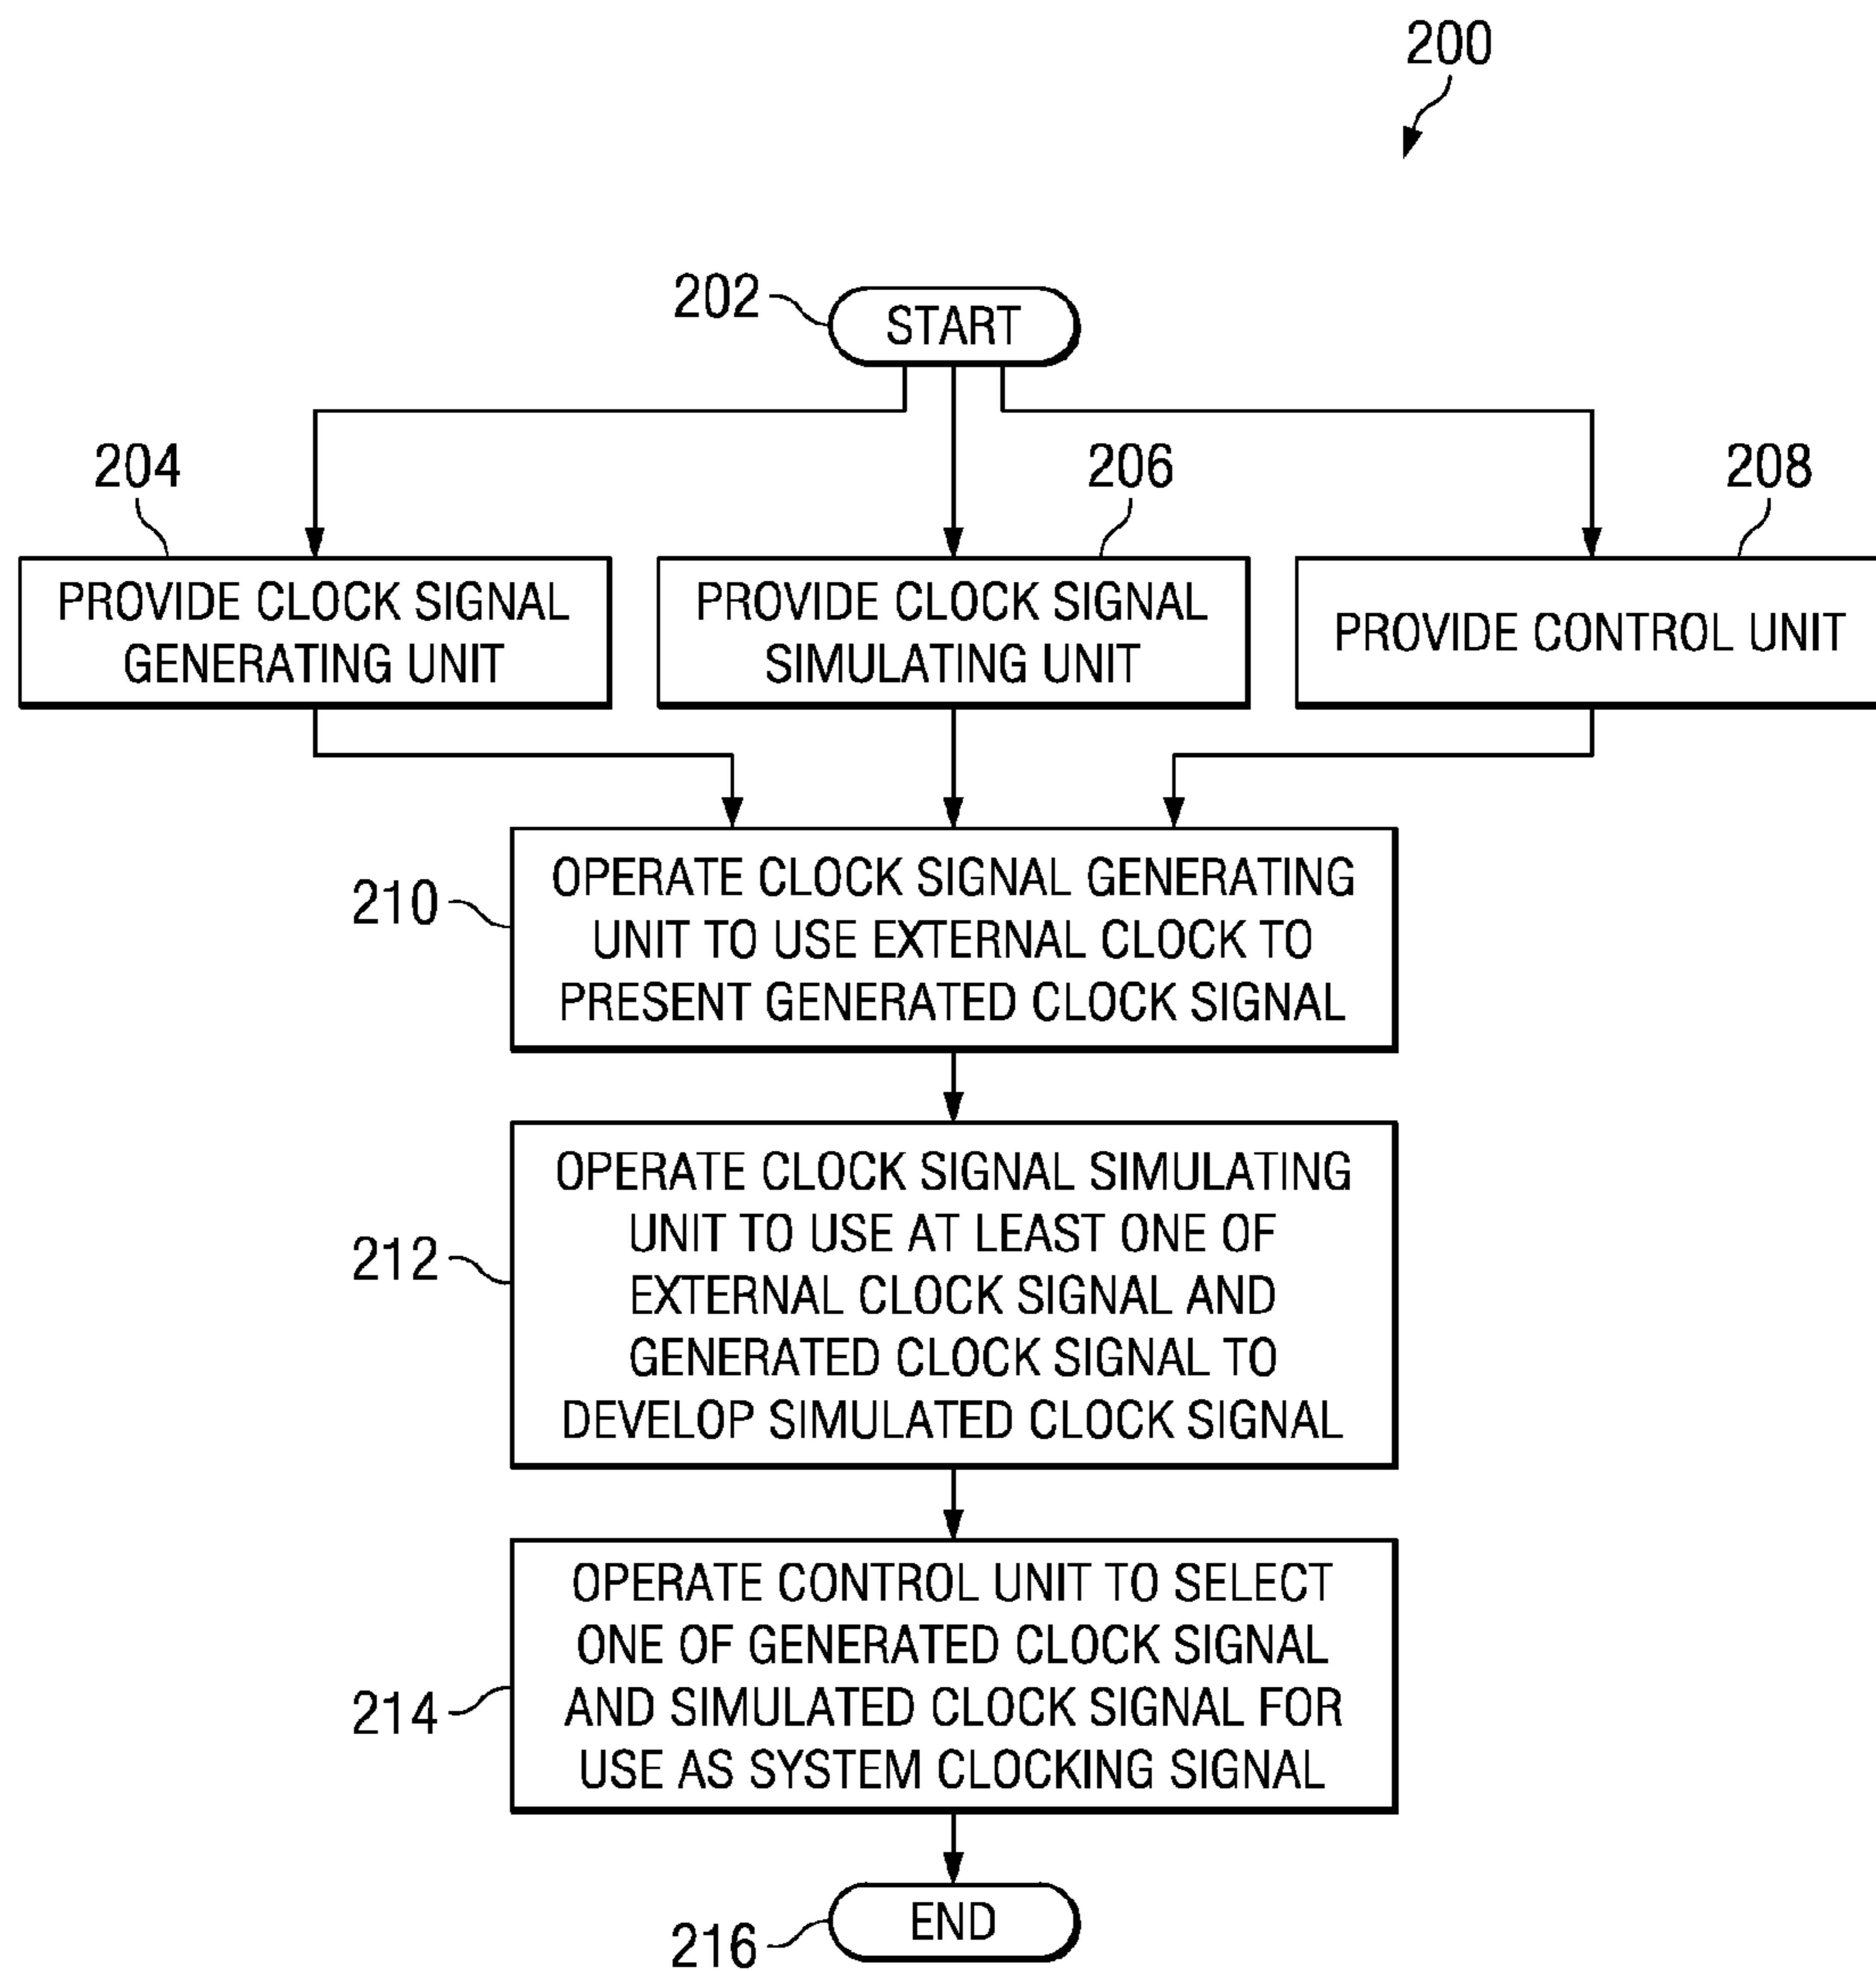 200
202
START
204
206
208
PROVIDE CLOCK SIGNAL
GENERATING UNIT
PROVIDE CLOCK SIGNAL
SIMULATING UNIT
PROVIDE CONTROL UNIT
210
OPERATE CLOCK SIGNAL GENERATING
UNIT TO USE EXTERNAL CLOCK TO
PRESENT GENERATED CLOCK SIGNAL
212
OPERATE CLOCK SIGNAL SIMULATING
UNIT TO USE AT LEAST ONE OF
EXTERNAL CLOCK SIGNAL AND
GENERATED CLOCK SIGNAL TO
DEVELOP SIMULATED CLOCK SIGNAL
214
OPERATE CONTROL UNIT TO SELECT
ONE OF GENERATED CLOCK SIGNAL
AND SIMULATED CLOCK SIGNAL FOR
USE AS SYSTEM CLOCKING SIGNAL
216
END